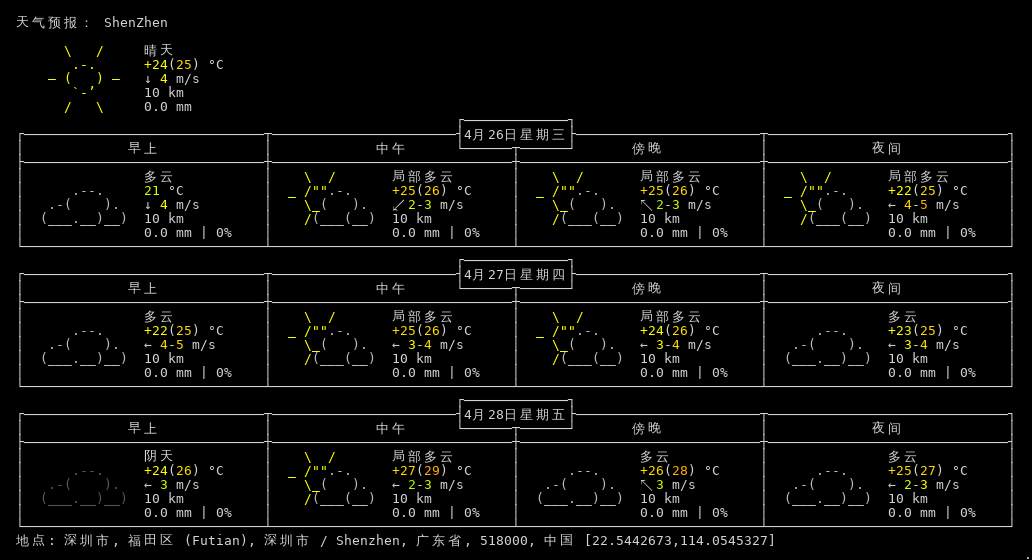 天气预报: ShenZhen
晴天
+24(25) °C
↓ 4 m/s
10 km
0.0 mm
4月26日星期三
早上 中午 傍晚 夜间
多云 局部多云 局部多云 局部多云
21 °C +25(26) °C +25(26) °C +22(25) °C
↓ 4 m/s ↙ 2-3 m/s ↖ 2-3 m/s ← 4-5 m/s
10 km 10 km 10 km 10 km
0.0 mm | 0% 0.0 mm | 0% 0.0 mm | 0% 0.0 mm | 0%
4月27日星期四
早上 中午 傍晚 夜间
多云 局部多云 局部多云 多云
+22(25) °C +25(26) °C +24(26) °C +23(25) °C
← 4-5 m/s ← 3-4 m/s ← 3-4 m/s ← 3-4 m/s
10 km 10 km 10 km 10 km
0.0 mm | 0% 0.0 mm | 0% 0.0 mm | 0% 0.0 mm | 0%
4月28日星期五
早上 中午 傍晚 夜间
阴天 局部多云 多云 多云
+24(26) °C +27(29) °C +26(28) °C +25(27) °C
← 3 m/s ← 2-3 m/s ↖ 3 m/s ← 2-3 m/s
10 km 10 km 10 km 10 km
0.0 mm | 0% 0.0 mm | 0% 0.0 mm | 0% 0.0 mm | 0%
地点: 深圳市, 福田区 (Futian), 深圳市 / Shenzhen, 广东省, 518000, 中国 [22.5442673,114.0545327]